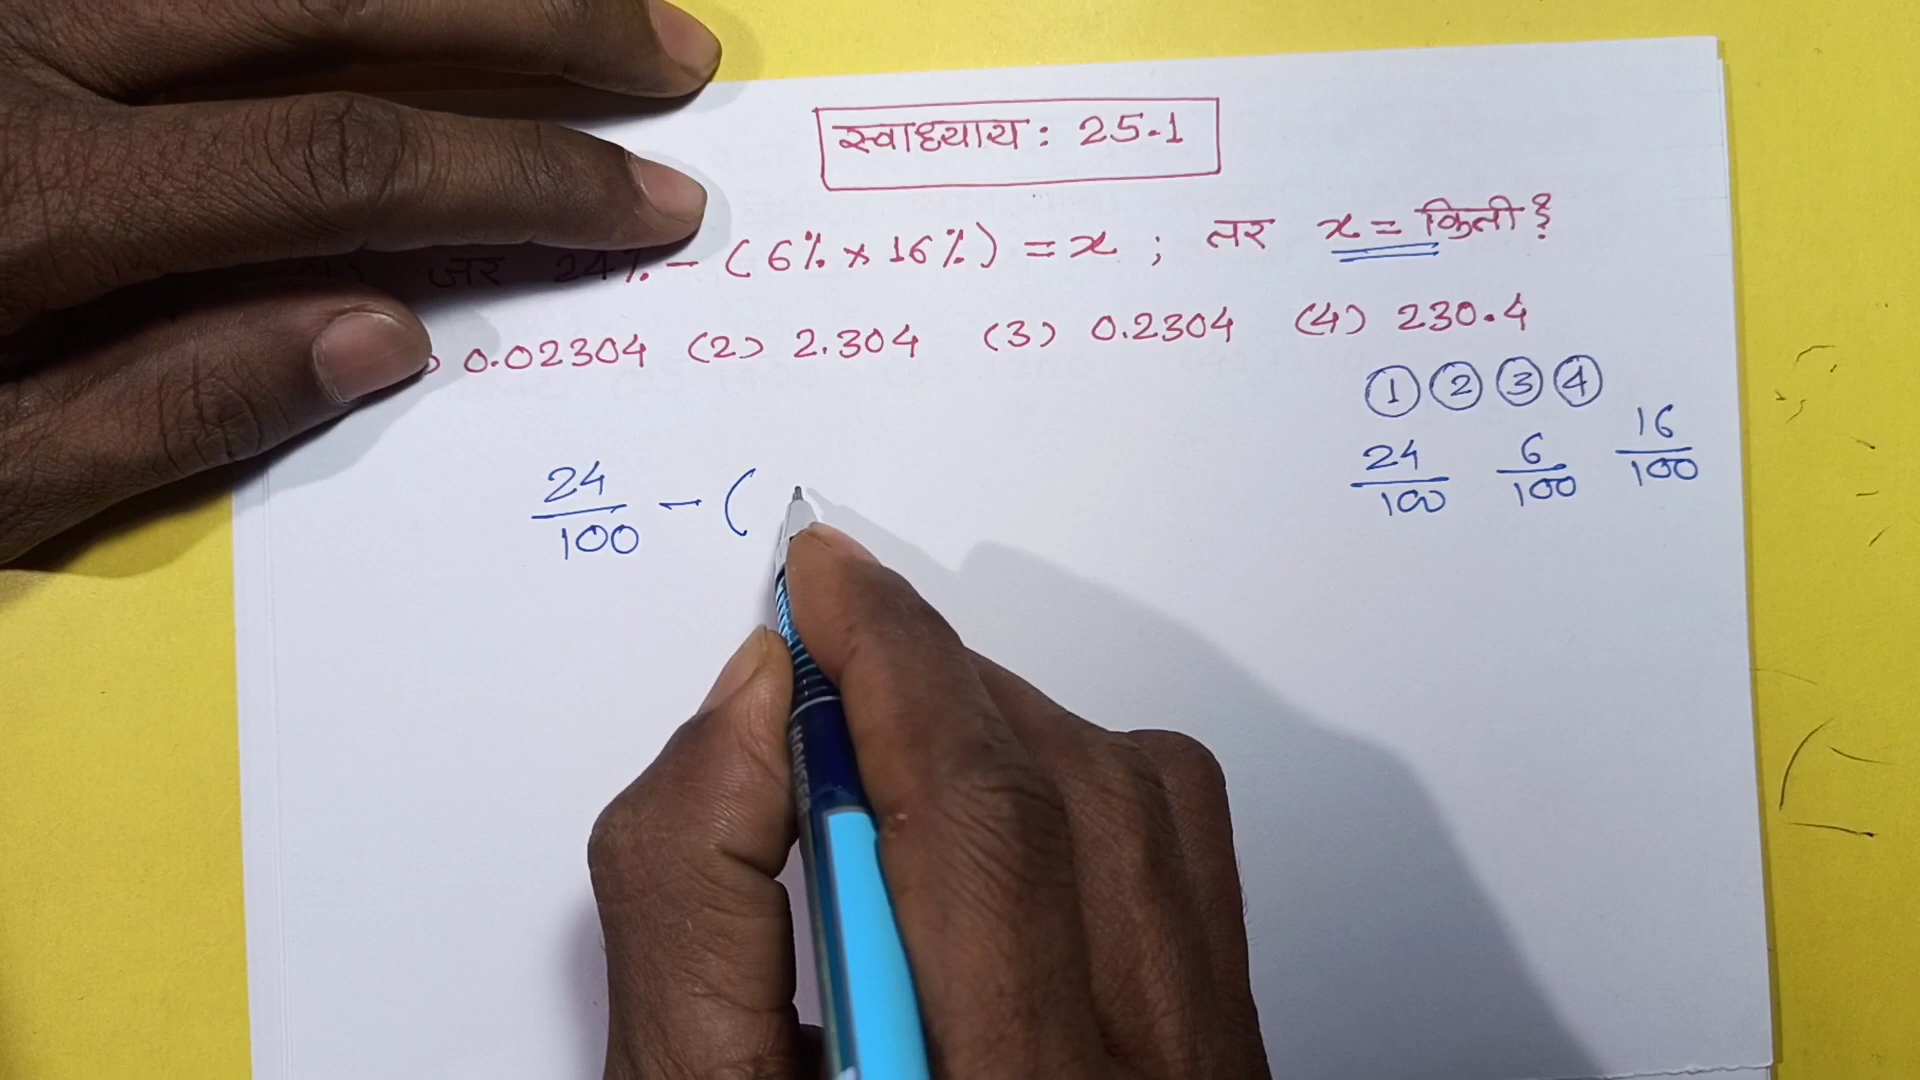 स्वाध्याय : 25-1
जर 24% - (6% × 16%) = x ; तर x = किती ?
) 0.02304 (2) 2.304 (3) 0.2304 (4) 230.4
① ② ③ ④
24/100 6/100 16/100
24/100 - (